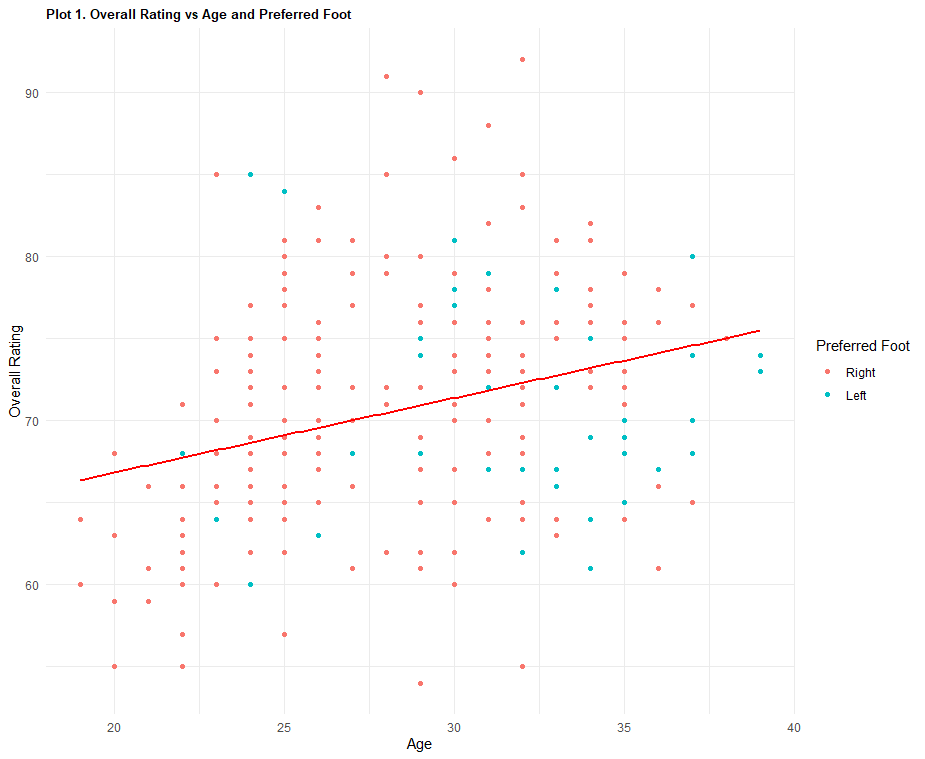 Plot 1. Overall Rating vs Age and Preferred Foot
90
80
70
60
Overall Rating
20 25 30 35 40
Age
Preferred Foot
Right
Left